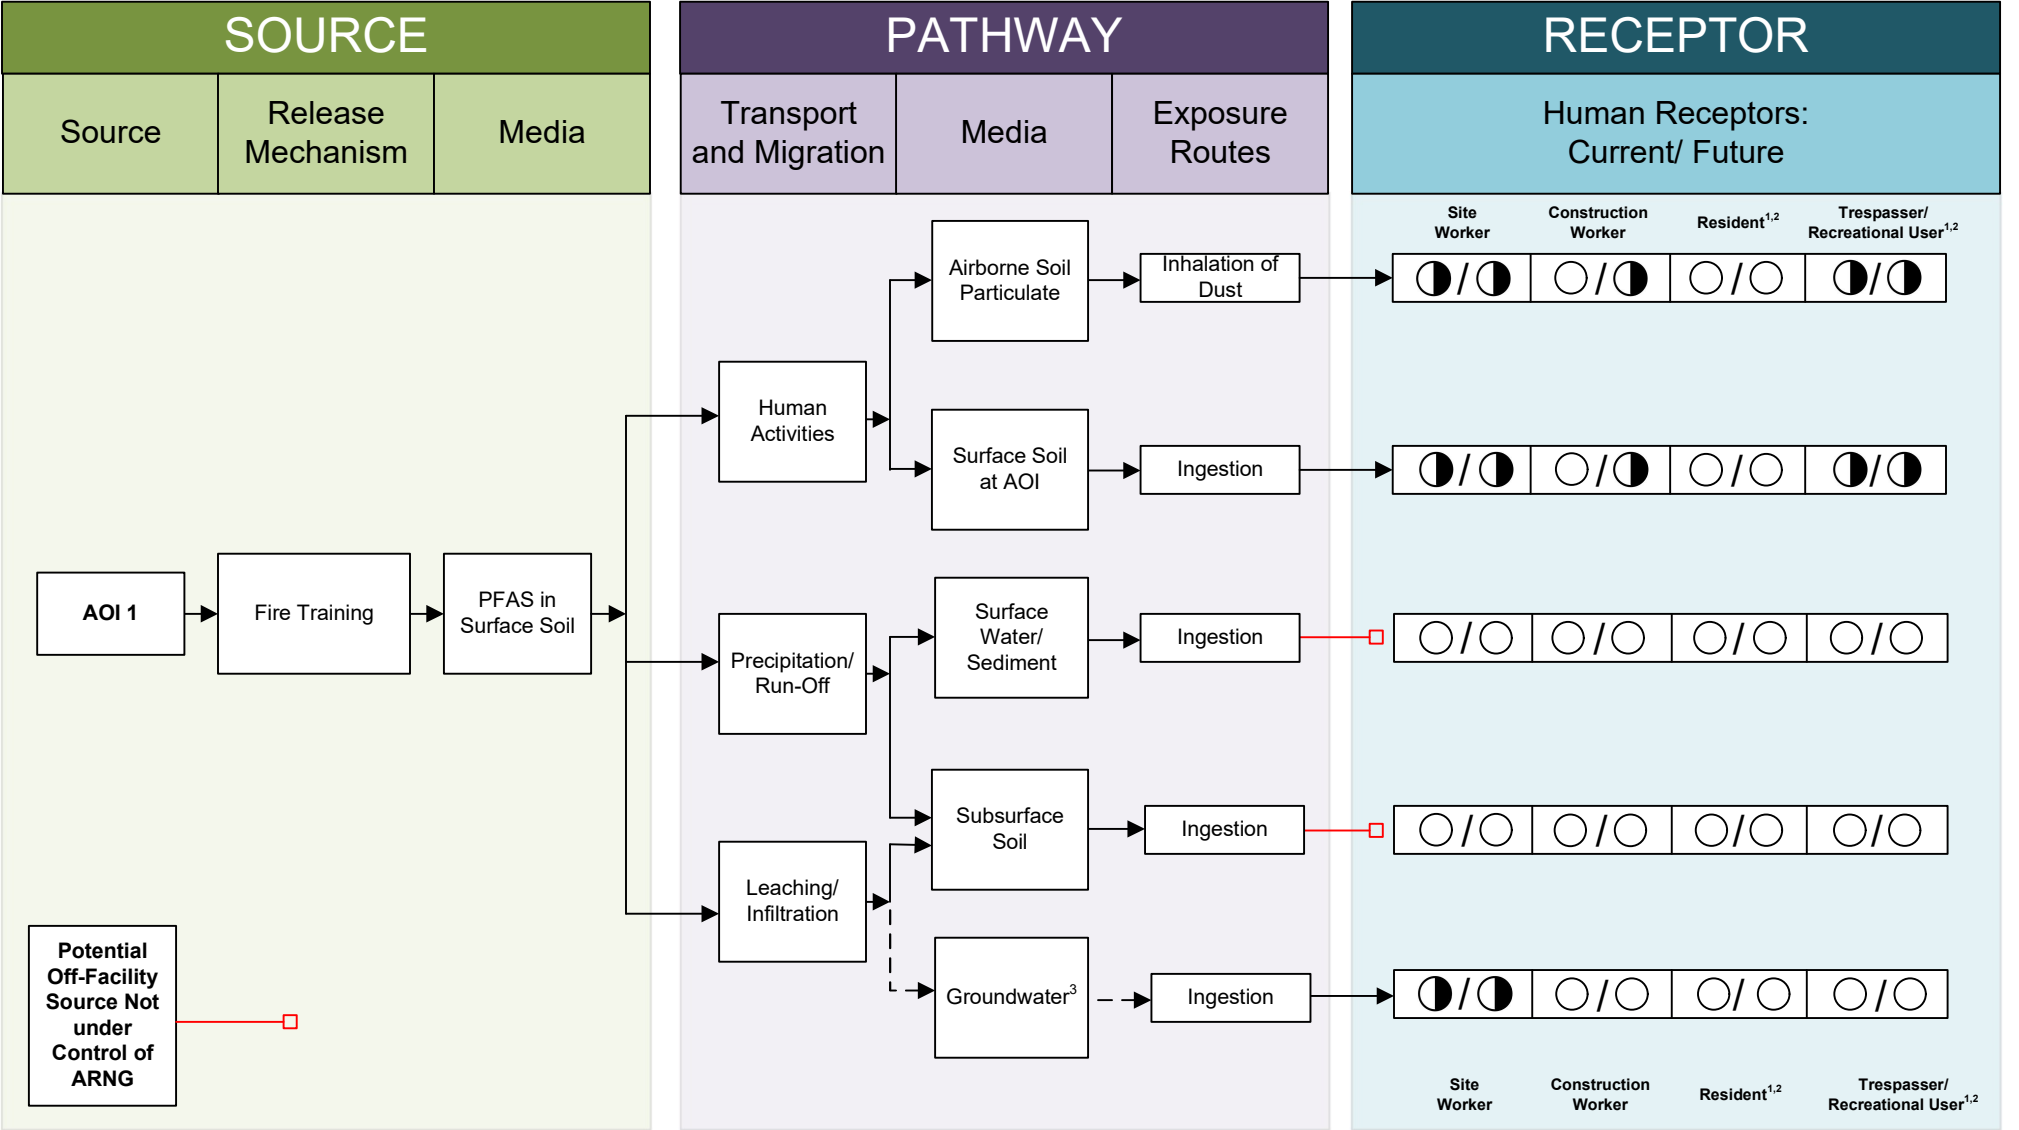 SOURCE
PATHWAY
RECEPTOR
Source
Release
Mechanism
Media
Transport
and Migration
Media
Exposure
Routes
Human Receptors:
Current/ Future
Site
Worker
Construction
Worker
Resident1,2
Trespasser/
Recreational User1,2
Airborne Soil
Particulate
Inhalation of
Dust
/
/
/
/
Human
Activities
Surface Soil
at AOI
Ingestion
/
/
/
/
AOI 1
Fire Training
PFAS in
Surface Soil
Precipitation/
Run-Off
Surface
Water/
Sediment
Ingestion
/
/
/
/
Subsurface
Soil
Ingestion
/
/
/
/
Leaching/
Infiltration
Groundwater3
Ingestion
/
/
/
/
Potential
Off-Facility
Source Not
under
Control of
ARNG
Site
Worker
Construction
Worker
Resident1,2
Trespasser/
Recreational User1,2